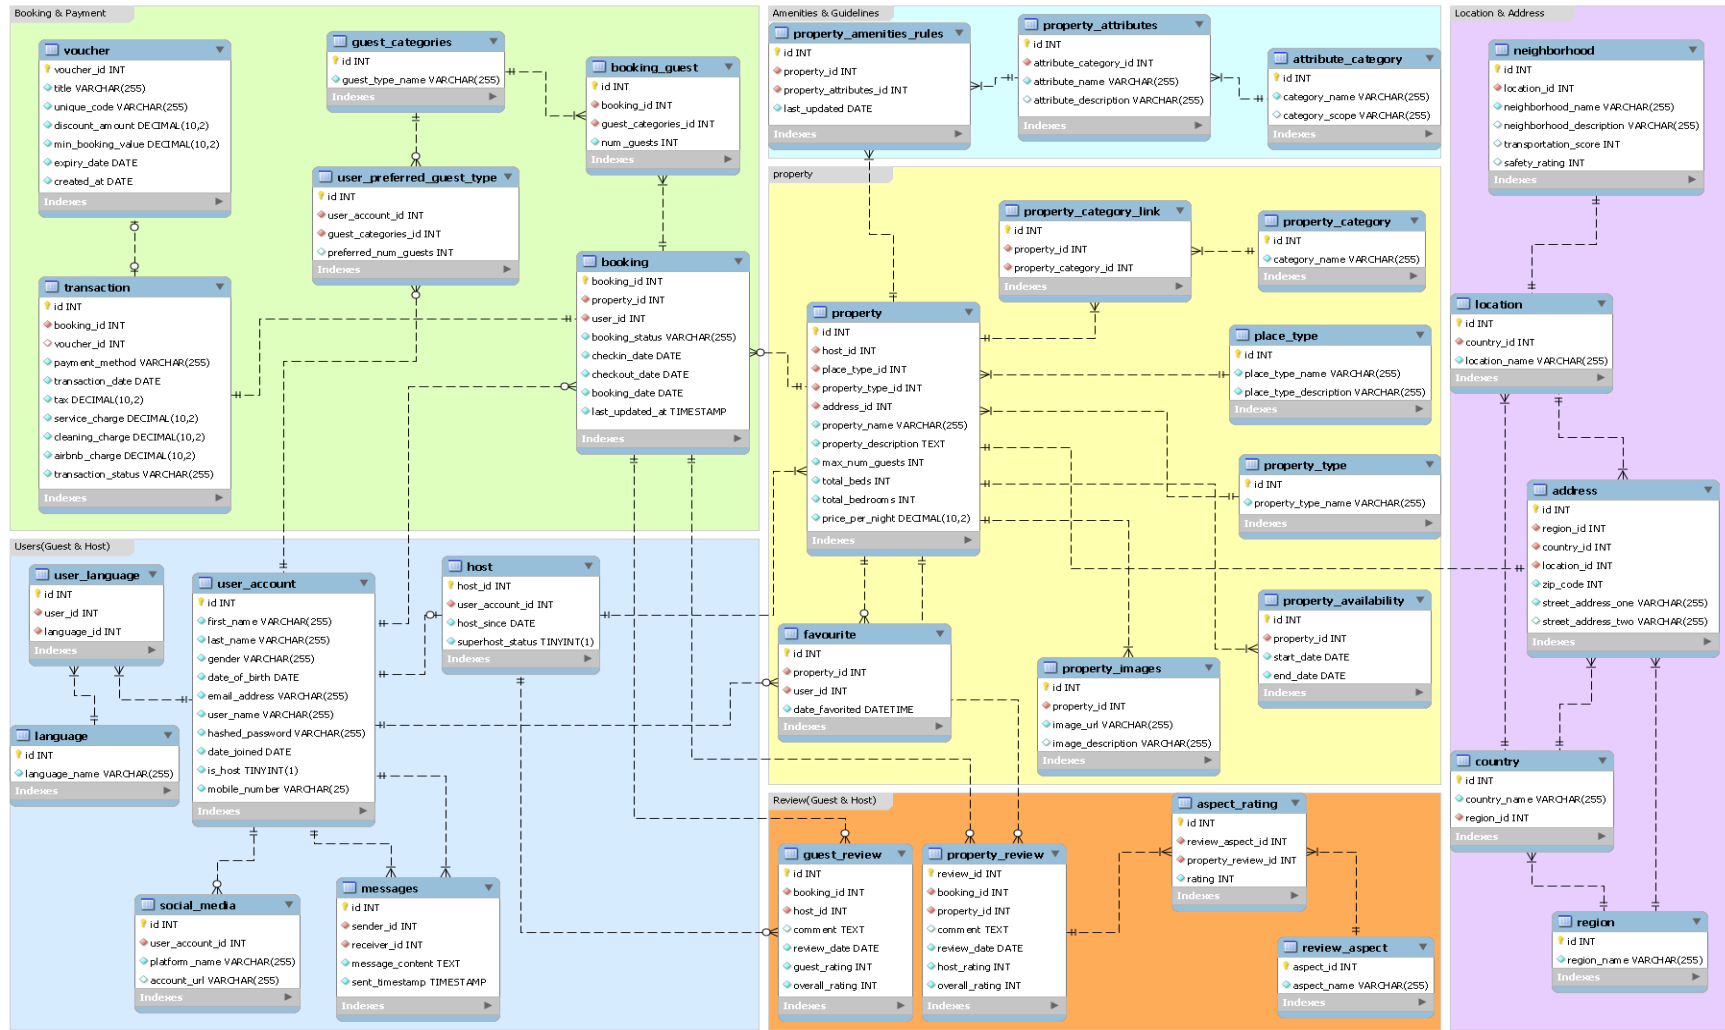 Booking & Payment
voucher
voucher_id INT
title VARCHAR(255)
unique_code VARCHAR(255)
discount_amount DECIMAL(10,2)
min_booking_value DECIMAL(10,2)
expiry_date DATE
created_at DATE
Indexes
guest_categories
id INT
guest_type_name VARCHAR(255)
Indexes
booking_guest
id INT
booking_id INT
guest_categories_id INT
num_guests INT
Indexes
user_preferred_guest_type
id INT
user_account_id INT
guest_categories_id INT
preferred_num_guests INT
Indexes
transaction
id INT
booking_id INT
voucher_id INT
payment_method VARCHAR(255)
transaction_date DATE
tax DECIMAL(10,2)
service_charge DECIMAL(10,2)
cleaning_charge DECIMAL(10,2)
airbnb_charge DECIMAL(10,2)
transaction_status VARCHAR(255)
Indexes
booking
booking_id INT
property_id INT
user_id INT
booking_status VARCHAR(255)
checkin_date DATE
checkout_date DATE
booking_date DATE
last_updated_at TIMESTAMP
Indexes
Amenities & Guidelines
property_amenities_rules
id INT
property_id INT
property_attributes_id INT
last_updated DATE
Indexes
property_attributes
id INT
attribute_category_id INT
attribute_name VARCHAR(255)
attribute_description VARCHAR(255)
Indexes
attribute_category
id INT
category_name VARCHAR(255)
category_scope VARCHAR(255)
Indexes
property
property_category_link
id INT
property_id INT
property_category_id INT
Indexes
property_category
id INT
category_name VARCHAR(255)
Indexes
property
id INT
host_id INT
place_type_id INT
property_type_id INT
address_id INT
property_name VARCHAR(255)
property_description TEXT
max_num_guests INT
total_beds INT
total_bedrooms INT
price_per_night DECIMAL(10,2)
Indexes
place_type
id INT
place_type_name VARCHAR(255)
place_type_description VARCHAR(255)
Indexes
property_type
id INT
property_type_name VARCHAR(255)
Indexes
property_availability
id INT
property_id INT
start_date DATE
end_date DATE
Indexes
favourite
id INT
property_id INT
user_id INT
date_favorited DATETIME
Indexes
property_images
id INT
property_id INT
image_url VARCHAR(255)
image_description VARCHAR(255)
Indexes
Location & Address
neighborhood
id INT
location_id INT
neighborhood_name VARCHAR(255)
neighborhood_description VARCHAR(255)
transportation_score INT
safety_rating INT
Indexes
location
id INT
country_id INT
location_name VARCHAR(255)
Indexes
address
id INT
region_id INT
country_id INT
location_id INT
zip_code INT
street_address_one VARCHAR(255)
street_address_two VARCHAR(255)
Indexes
country
id INT
country_name VARCHAR(255)
region_id INT
Indexes
region
id INT
region_name VARCHAR(255)
Indexes
Users(Guest & Host)
user_language
id INT
user_id INT
language_id INT
Indexes
language
id INT
language_name VARCHAR(255)
Indexes
user_account
id INT
first_name VARCHAR(255)
last_name VARCHAR(255)
gender VARCHAR(255)
date_of_birth DATE
email_address VARCHAR(255)
user_name VARCHAR(255)
hashed_password VARCHAR(255)
date_joined DATE
is_host TINYINT(1)
mobile_number VARCHAR(25)
Indexes
host
host_id INT
user_account_id INT
host_since DATE
superhost_status TINYINT(1)
Indexes
social_media
id INT
user_account_id INT
platform_name VARCHAR(255)
account_url VARCHAR(255)
Indexes
messages
id INT
sender_id INT
receiver_id INT
message_content TEXT
sent_timestamp TIMESTAMP
Indexes
Review(Guest & Host)
guest_review
id INT
booking_id INT
host_id INT
comment TEXT
review_date DATE
guest_rating INT
overall_rating INT
Indexes
property_review
review_id INT
booking_id INT
property_id INT
comment TEXT
review_date DATE
host_rating INT
overall_rating INT
Indexes
aspect_rating
id INT
review_aspect_id INT
property_review_id INT
rating INT
Indexes
review_aspect
aspect_id INT
aspect_name VARCHAR(255)
Indexes